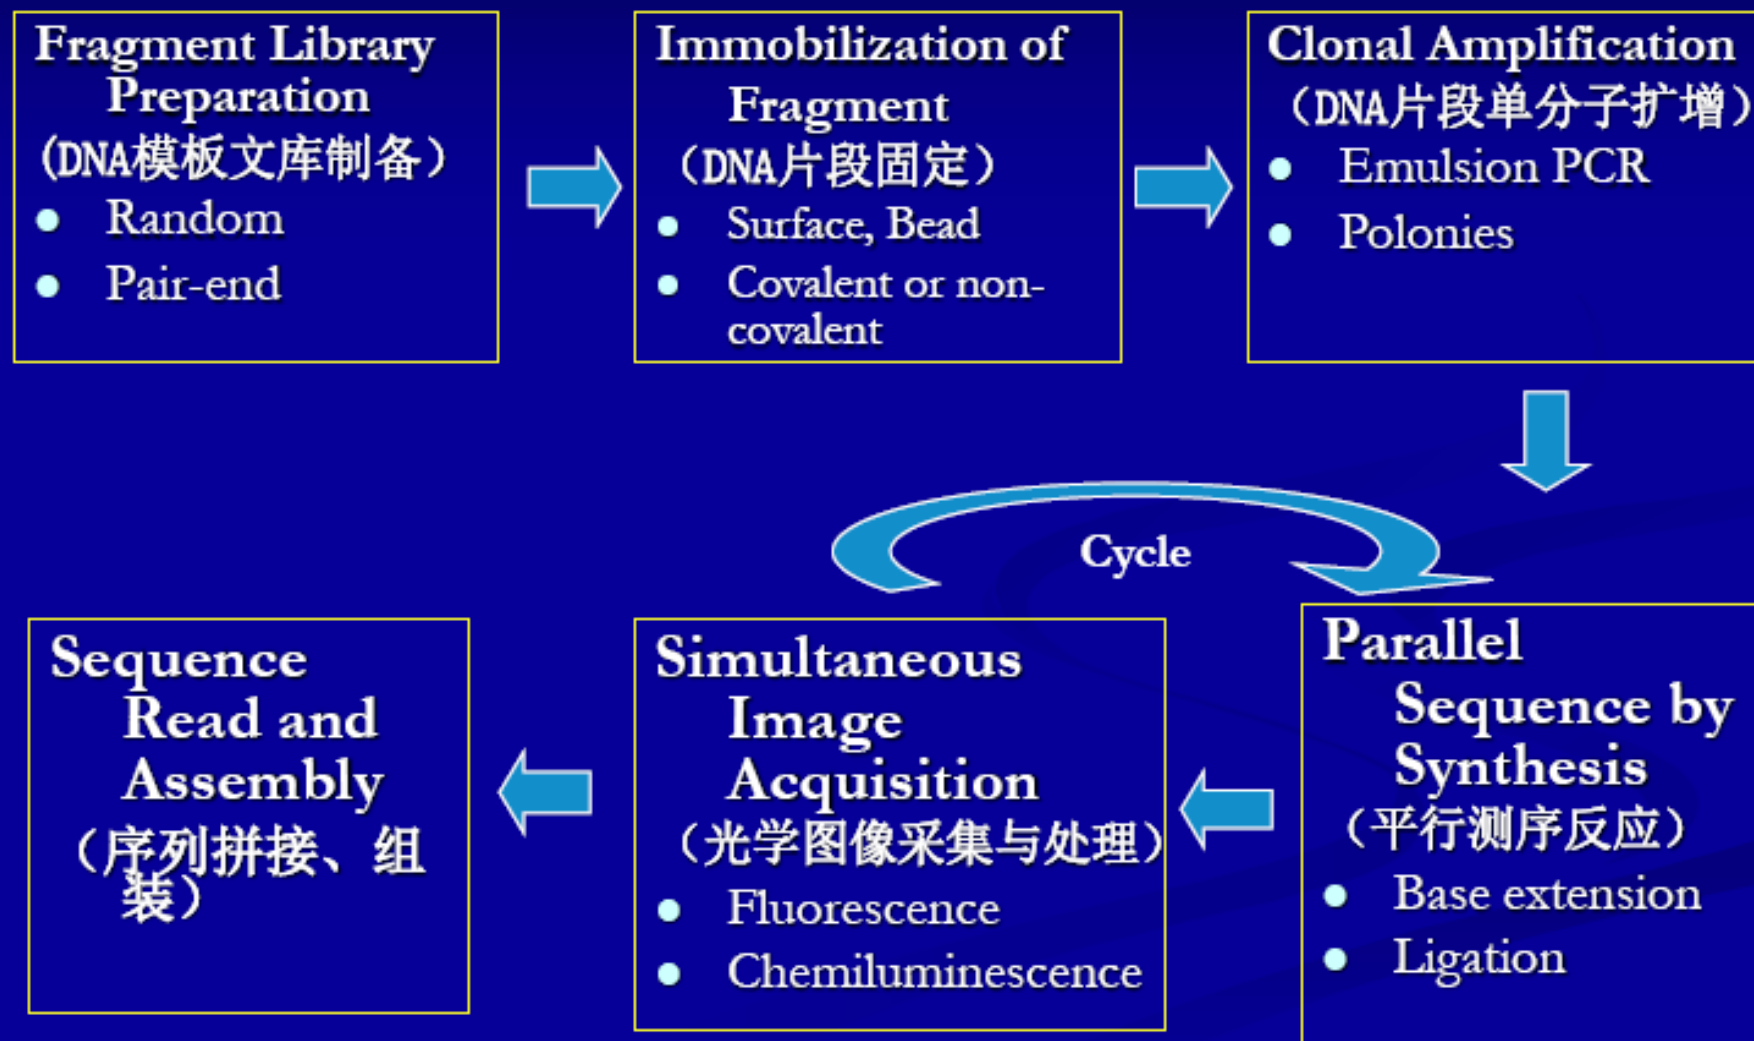 Fragment Library
Preparation
(DNA模板文库制备）
Random
Pair-end
Immobilization of
Fragment
（DNA片段固定）
Surface, Bead
Covalent or non-
covalent
Clonal Amplification
（DNA片段单分子扩增）
Emulsion PCR
Polonies
Cycle
Parallel
Sequence by
Synthesis
（平行测序反应）
Base extension
Ligation
Simultaneous
Image
Acquisition
（光学图像采集与处理）
Fluorescence
Chemiluminescence
Sequence
Read and
Assembly
（序列拼接、组
装）